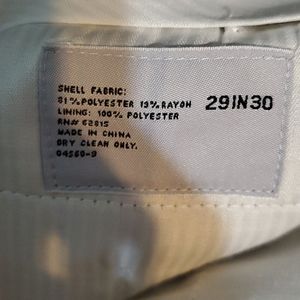 SHELL FABRIC:
81% POLYESTER 19% RAYON 29IN30
LINING: 100% POLYESTER
RN# 62815
MADE IN CHINA
DRY CLEAN ONLY.
04560-9